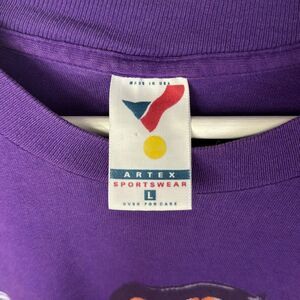 MADE IN USA
ARTEX
SPORTSWEAR
L
OVER FOR CARE